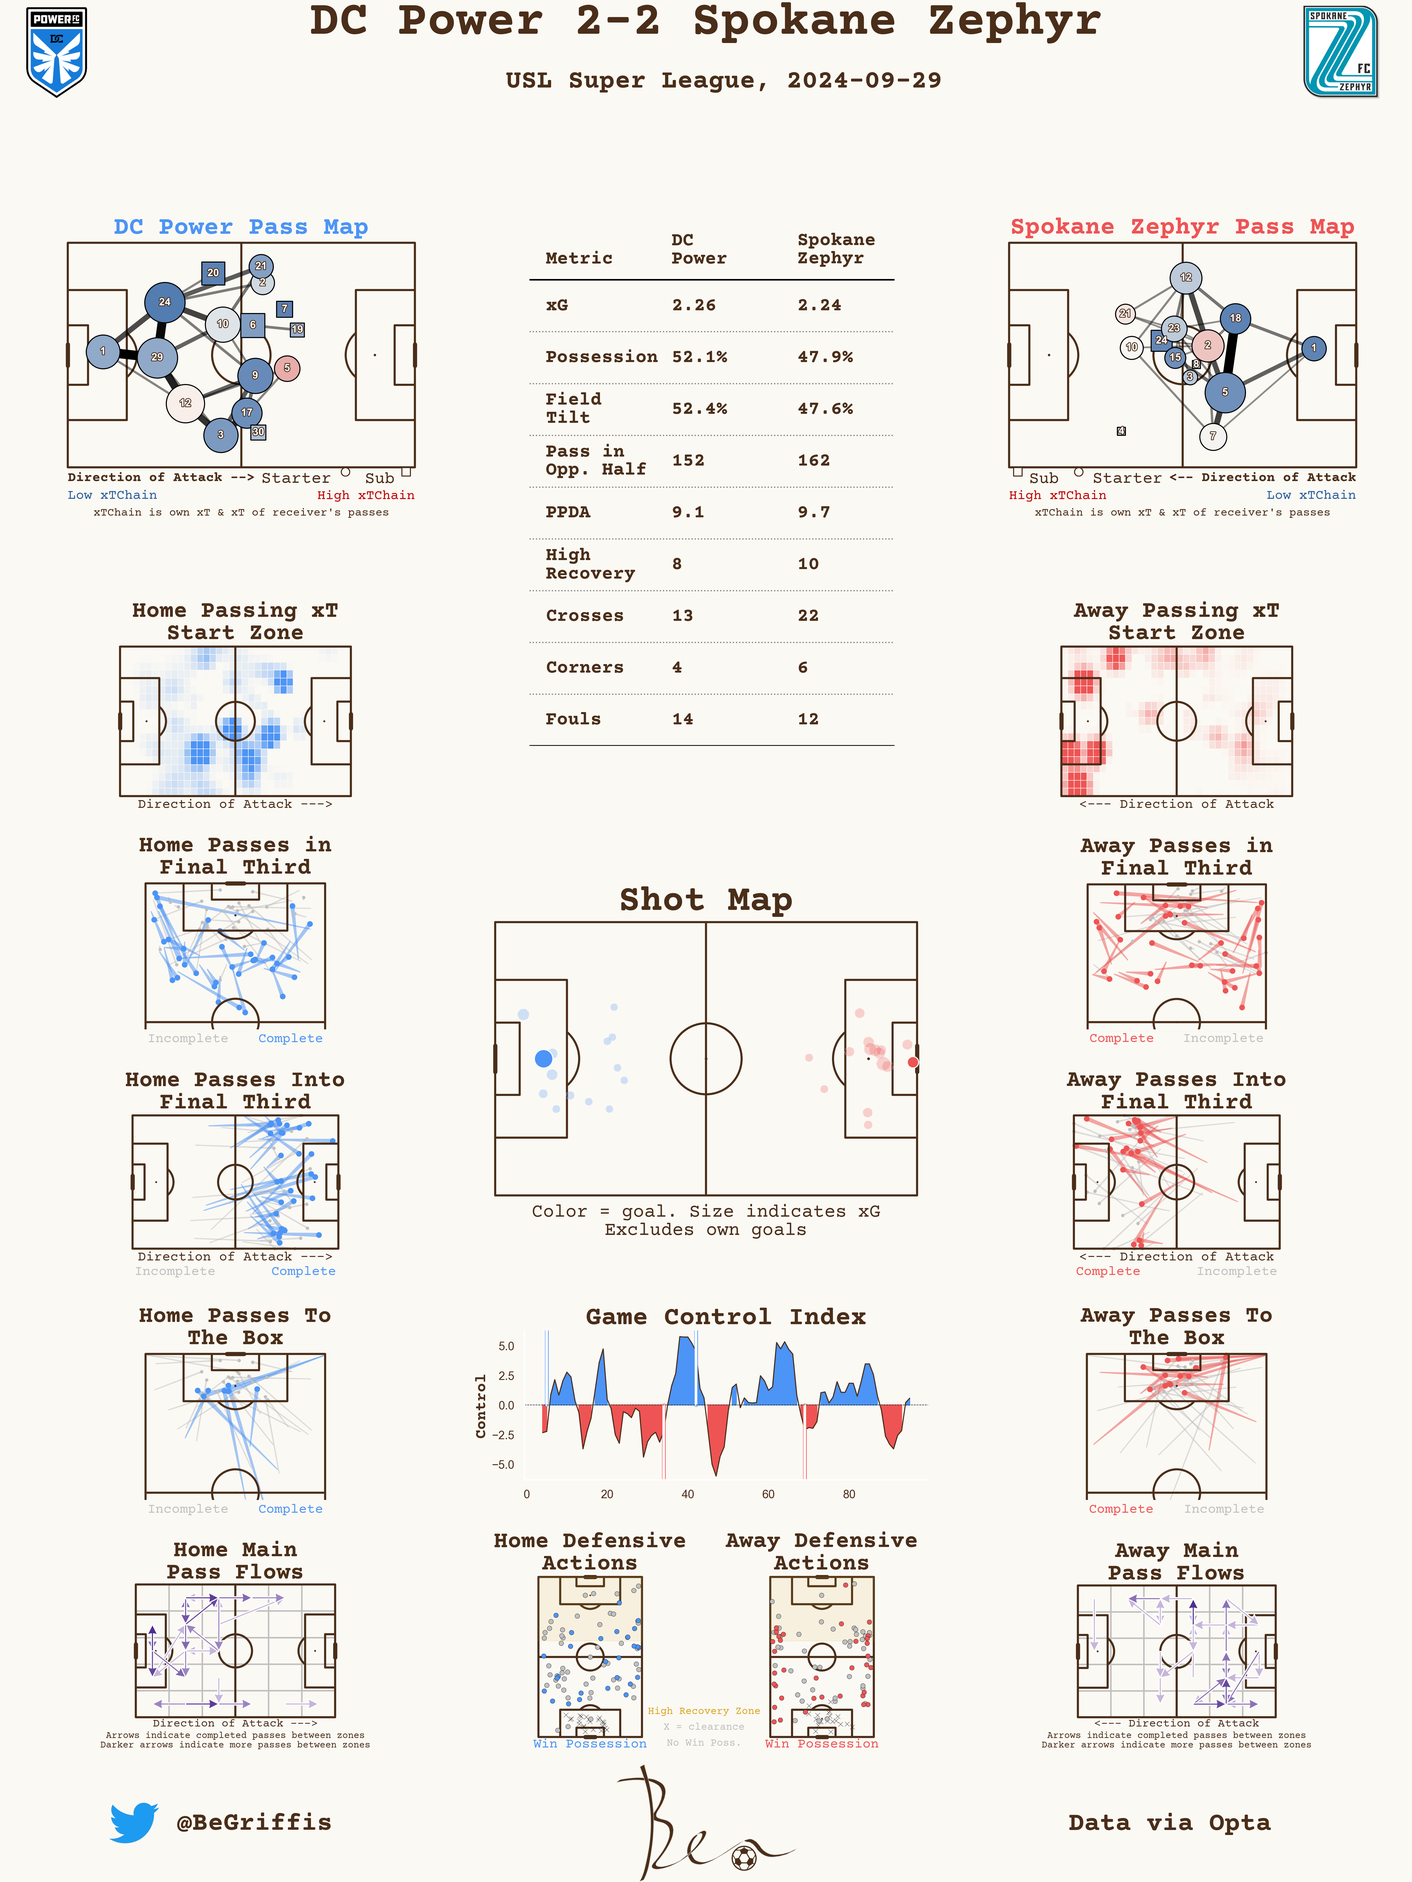 DC Power 2-2 Spokane Zephyr
USL Super League, 2024-09-29
POWER FC
DC
SPOKANE
FC
ZEPHYR
DC Power Pass Map
20
21
2
24
7
10
6
19
1
29
5
9
12
17
3
30
Direction of Attack --> Starter Sub
Low xTChain High xTChain
xTChain is own xT & xT of receiver's passes
Metric DC Power Spokane Zephyr
xG 2.26 2.24
Possession 52.1% 47.9%
Field Tilt 52.4% 47.6%
Pass in Opp. Half 152 162
PPDA 9.1 9.7
High Recovery 8 10
Crosses 13 22
Corners 4 6
Fouls 14 12
Spokane Zephyr Pass Map
12
21
18
23
24
10
2
1
15
8
3
5
4
7
Sub Starter <-- Direction of Attack
High xTChain Low xTChain
xTChain is own xT & xT of receiver's passes
Home Passing xT
Start Zone
Direction of Attack --->
Away Passing xT
Start Zone
<--- Direction of Attack
Home Passes in
Final Third
Incomplete Complete
Away Passes in
Final Third
Complete Incomplete
Shot Map
Color = goal. Size indicates xG
Excludes own goals
Home Passes Into
Final Third
Direction of Attack --->
Incomplete Complete
Away Passes Into
Final Third
<--- Direction of Attack
Complete Incomplete
Home Passes To
The Box
Incomplete Complete
Game Control Index
Control
5.0
2.5
0.0
−2.5
−5.0
0 20 40 60 80
Away Passes To
The Box
Complete Incomplete
Home Main
Pass Flows
Direction of Attack --->
Arrows indicate completed passes between zones
Darker arrows indicate more passes between zones
Home Defensive
Actions
Win Possession
High Recovery Zone
X = clearance
No Win Poss.
Away Defensive
Actions
Win Possession
Away Main
Pass Flows
<--- Direction of Attack
Arrows indicate completed passes between zones
Darker arrows indicate more passes between zones
@BeGriffis
Ben
Data via Opta